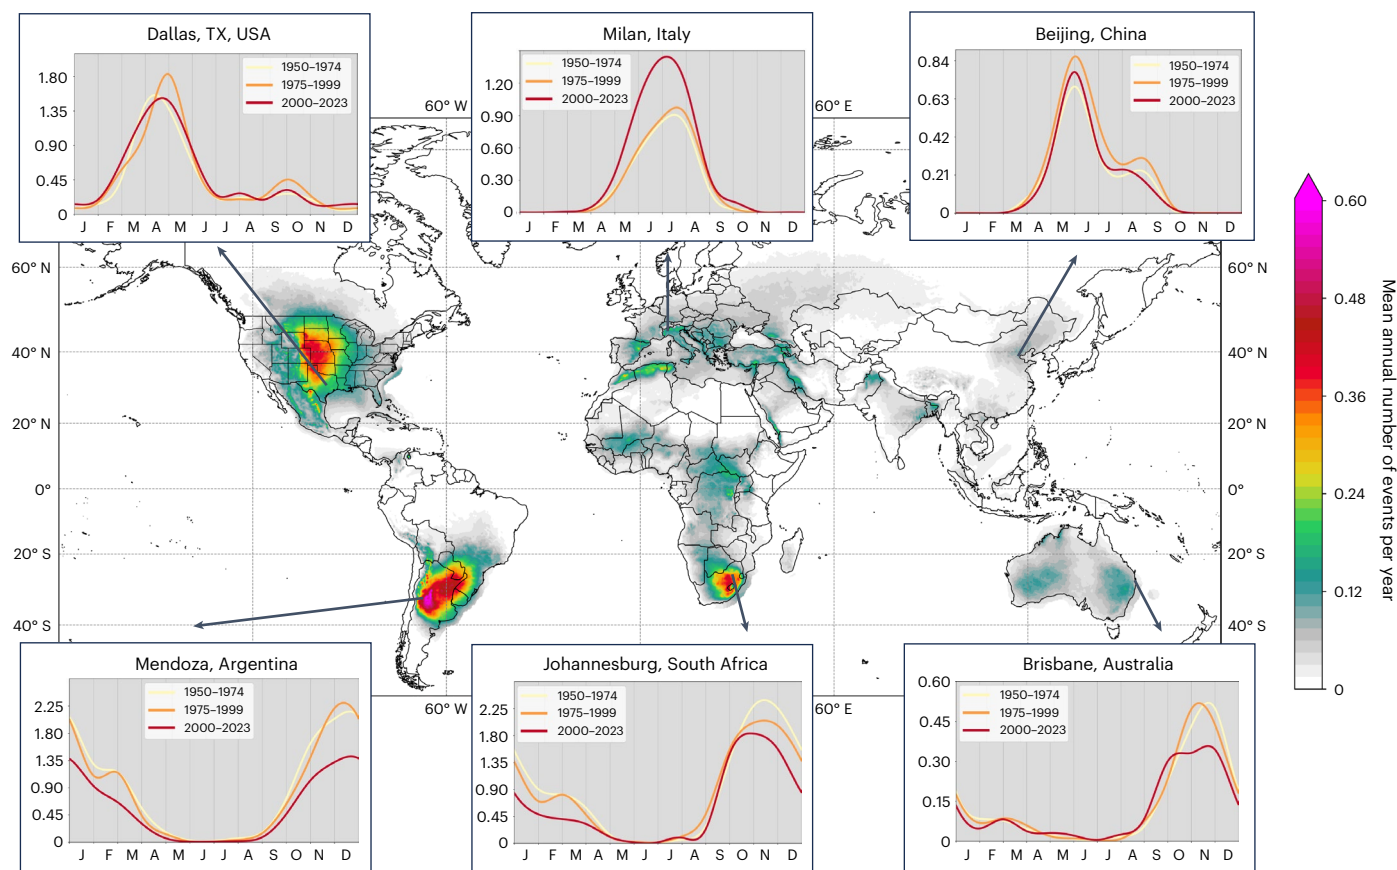 Dallas, TX, USA
1.80
1.35
0.90
0.45
0
1950–1974
1975–1999
2000–2023
J F M A M J J A S O N D
Milan, Italy
1.20
0.90
0.60
0.30
0
1950–1974
1975–1999
2000–2023
J F M A M J J A S O N D
Beijing, China
0.84
0.63
0.42
0.21
0
1950–1974
1975–1999
2000–2023
J F M A M J J A S O N D
60° W
60° E
60° N
40° N
20° N
0°
20° S
40° S
60° N
40° N
20° N
0°
20° S
40° S
60° W
60° E
0.60
0.48
0.36
0.24
0.12
0
Mean annual number of events per year
Mendoza, Argentina
2.25
1.80
1.35
0.90
0.45
0
1950–1974
1975–1999
2000–2023
J F M A M J J A S O N D
Johannesburg, South Africa
2.25
1.80
1.35
0.90
0.45
0
1950–1974
1975–1999
2000–2023
J F M A M J J A S O N D
Brisbane, Australia
0.60
0.45
0.30
0.15
0
1950–1974
1975–1999
2000–2023
J F M A M J J A S O N D